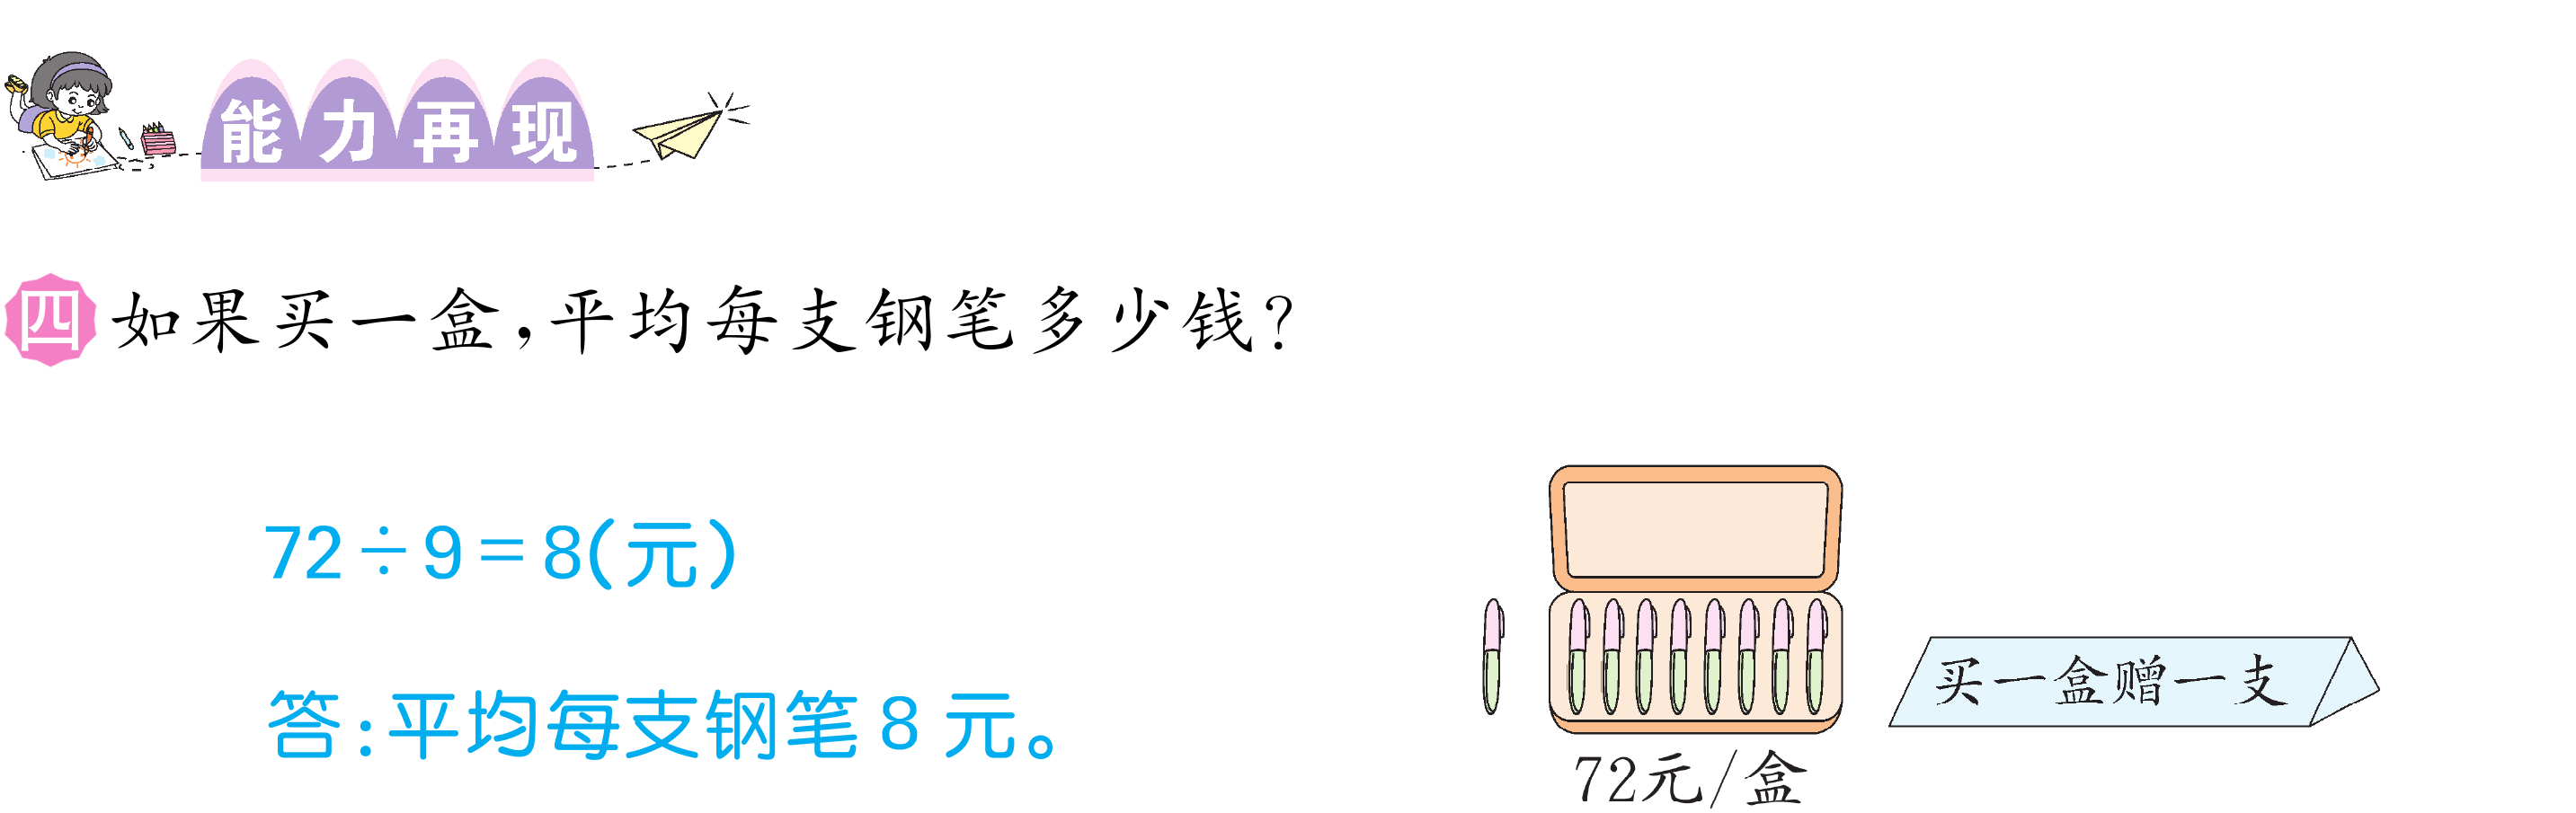 能力再现
四 如果买一盒,平均每支钢笔多少钱?
72÷9=8(元)
答:平均每支钢笔8元。
买一盒赠一支
72元/盒